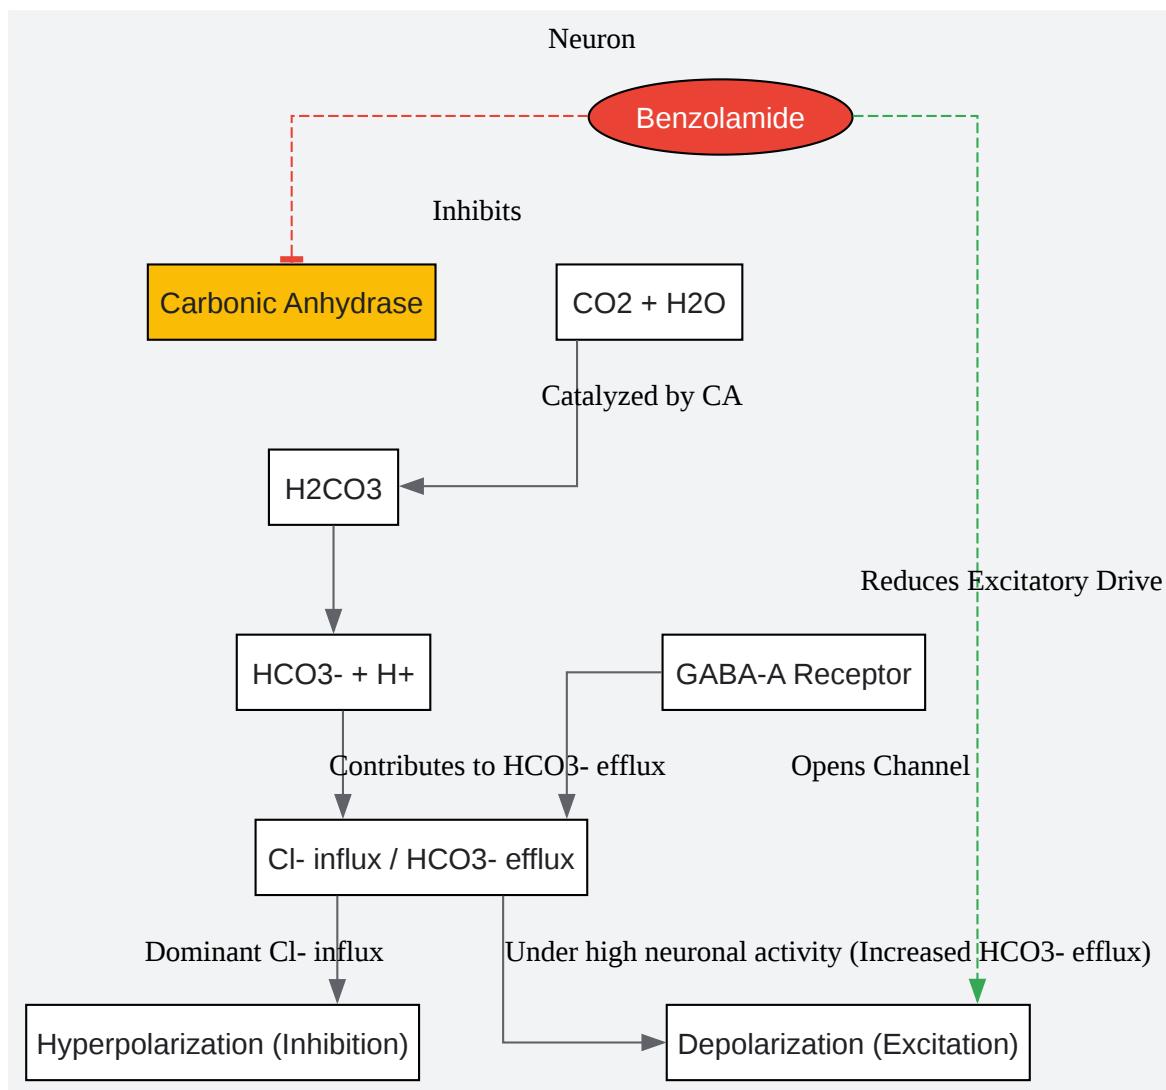 Neuron
Benzolamide
Inhibits
Carbonic Anhydrase
CO2 + H2O
Catalyzed by CA
H2CO3
Reduces Excitatory Drive
HCO3- + H+
GABA-A Receptor
Contributes to HCO3- efflux
Opens Channel
Cl- influx / HCO3- efflux
Dominant Cl- influx
Under high neuronal activity (Increased HCO3- efflux)
Hyperpolarization (Inhibition)
Depolarization (Excitation)